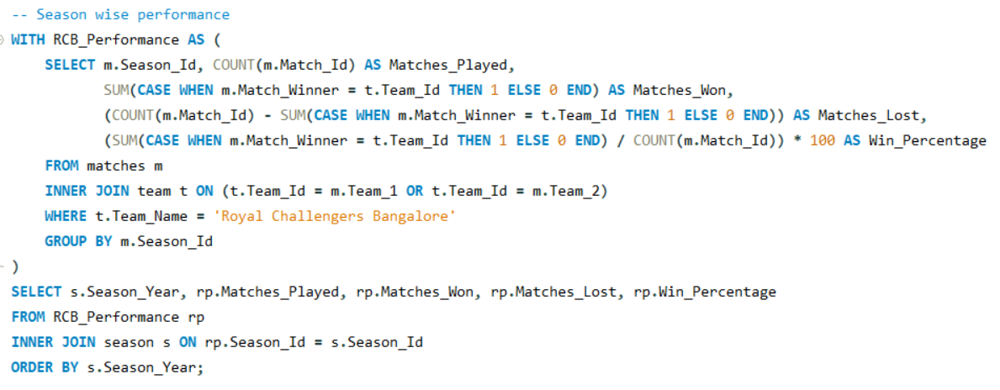 -- Season wise performance
WITH RCB_Performance AS (
SELECT m.Season_Id, COUNT(m.Match_Id) AS Matches_Played,
SUM(CASE WHEN m.Match_Winner = t.Team_Id THEN 1 ELSE 0 END) AS Matches_Won,
(COUNT(m.Match_Id) - SUM(CASE WHEN m.Match_Winner = t.Team_Id THEN 1 ELSE 0 END)) AS Matches_Lost,
(SUM(CASE WHEN m.Match_Winner = t.Team_Id THEN 1 ELSE 0 END) / COUNT(m.Match_Id)) * 100 AS Win_Percentage
FROM matches m
INNER JOIN team t ON (t.Team_Id = m.Team_1 OR t.Team_Id = m.Team_2)
WHERE t.Team_Name = 'Royal Challengers Bangalore'
GROUP BY m.Season_Id
)
SELECT s.Season_Year, rp.Matches_Played, rp.Matches_Won, rp.Matches_Lost, rp.Win_Percentage
FROM RCB_Performance rp
INNER JOIN season s ON rp.Season_Id = s.Season_Id
ORDER BY s.Season_Year;